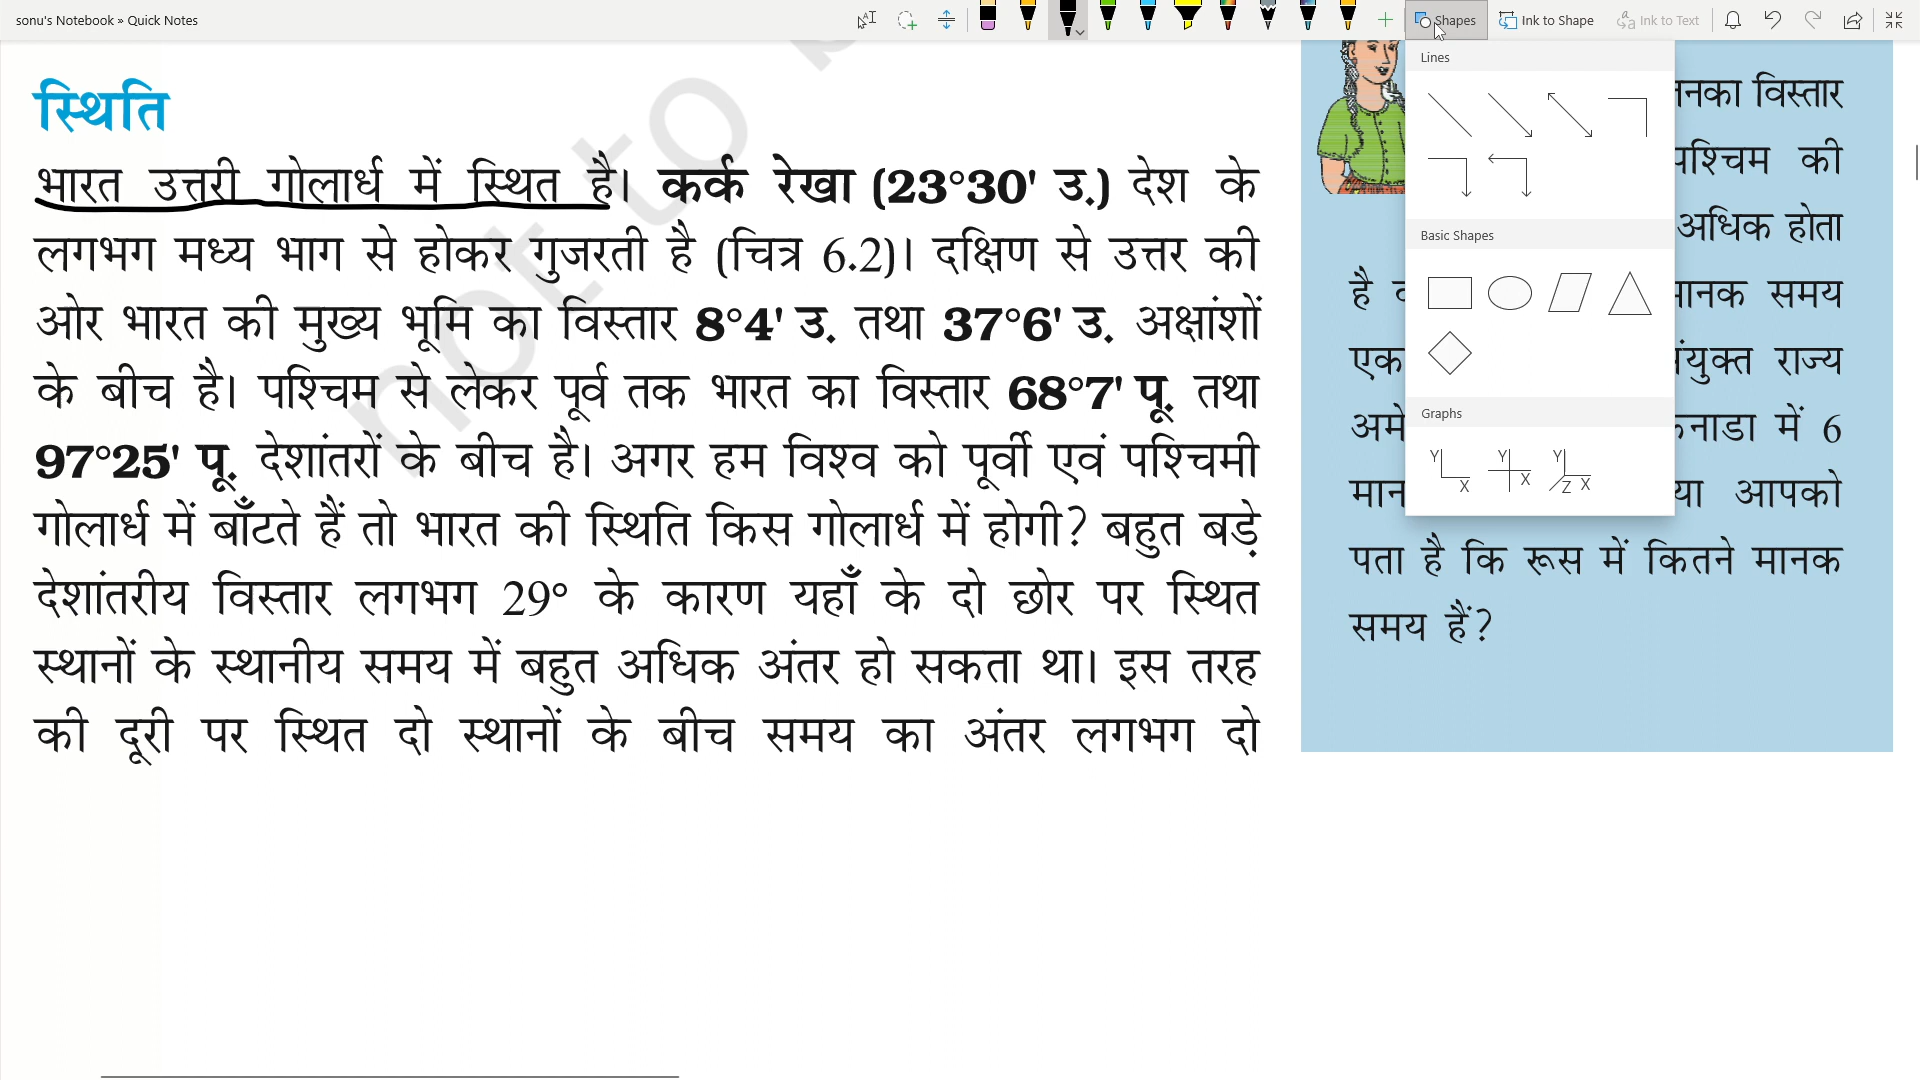 sonu's Notebook » Quick Notes
Shapes
Ink to Shape
Ink to Text
Lines
Basic Shapes
Graphs
Y X
Y X
Y Z X
स्थिति
भारत उत्तरी गोलार्ध में स्थित है। कर्क रेखा (23°30' उ.) देश के
लगभग मध्य भाग से होकर गुजरती है (चित्र 6.2)। दक्षिण से उत्तर की
ओर भारत की मुख्य भूमि का विस्तार 8°4' उ. तथा 37°6' उ. अक्षांशों
के बीच है। पश्चिम से लेकर पूर्व तक भारत का विस्तार 68°7' पू. तथा
97°25' पू. देशांतरों के बीच है। अगर हम विश्व को पूर्वी एवं पश्चिमी
गोलार्ध में बाँटते हैं तो भारत की स्थिति किस गोलार्ध में होगी? बहुत बड़े
देशांतरीय विस्तार लगभग 29° के कारण यहाँ के दो छोर पर स्थित
स्थानों के स्थानीय समय में बहुत अधिक अंतर हो सकता था। इस तरह
की दूरी पर स्थित दो स्थानों के बीच समय का अंतर लगभग दो
not to
विस्तार
पश्चिम की
अधिक होता
है मानक समय
एक संयुक्त राज्य
अमे कनाडा में 6
मान या आपको
पता है कि रूस में कितने मानक
समय हैं?